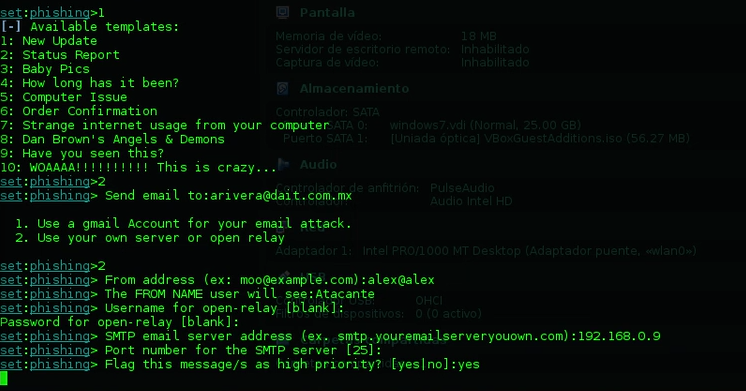 set:phishing>1
[-] Available templates:
1: New Update
2: Status Report
3: Baby Pics
4: How long has it been?
5: Computer Issue
6: Order Confirmation
7: Strange internet usage from your computer
8: Dan Brown's Angels & Demons
9: Have you seen this?
10: WOAAAA!!!!!!!!!! This is crazy...
set:phishing>2
set:phishing> Send email to:arivera@dait.com.mx
1. Use a gmail Account for your email attack.
2. Use your own server or open relay
set:phishing>2
set:phishing> From address (ex: moo@example.com):alex@alex
set:phishing> The FROM NAME user will see:Atacante
set:phishing> Username for open-relay [blank]:
Password for open-relay [blank]:
set:phishing> SMTP email server address (ex. smtp.youremailserveryouown.com):192.168.0.9
set:phishing> Port number for the SMTP server [25]:
set:phishing> Flag this message/s as high priority? [yes|no]:yes
Pantalla
Memoria de vídeo: 18 MB
Servidor de escritorio remoto: Inhabilitado
Captura de video: Inhabilitado
Almacenamiento
Controlador: SATA
SATA 0: windows7.vdi (Normal, 25.00 GB)
Puerto SATA 1: [Unidad óptica] VBoxGuestAdditions.iso (56.27 MB)
Audio
Controlador de anfitrión: PulseAudio
Controlador: Audio Intel HD
Adaptador 1: Intel PRO/1000 MT Desktop (Adaptador puente, «wlan0»)
USB: OHCI
Filtros de dispositivos: 0 (0 activo)